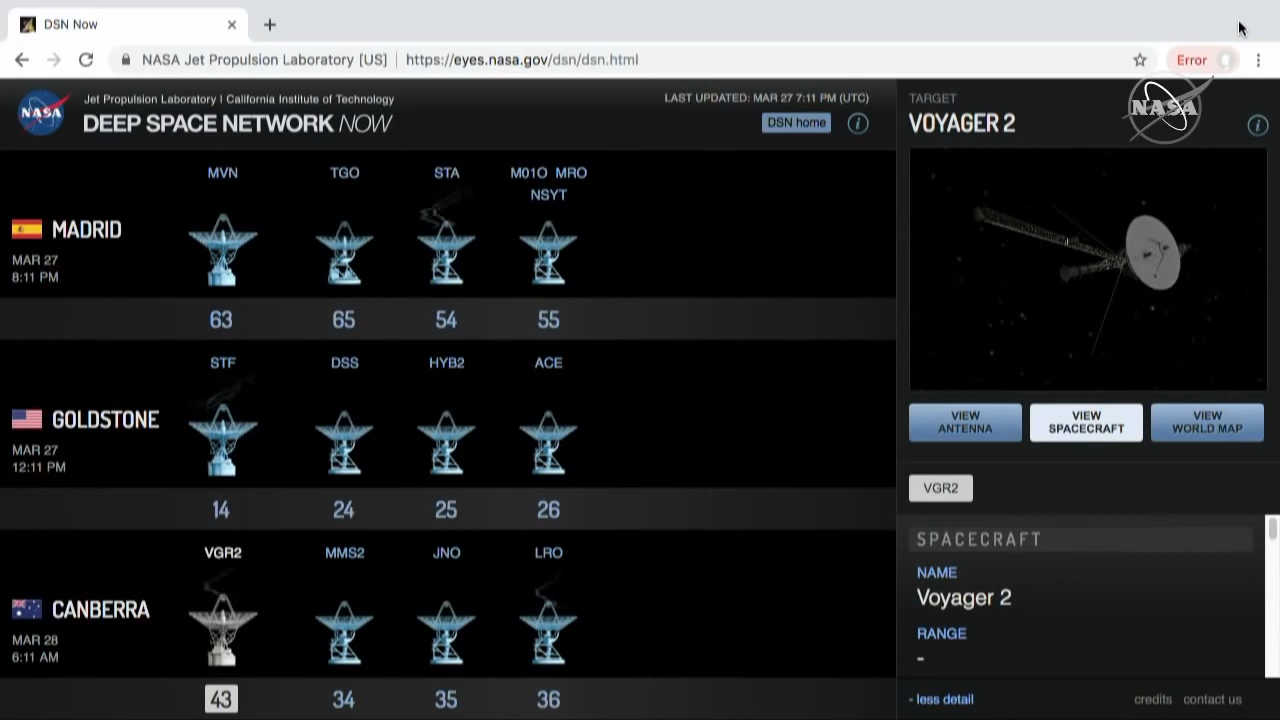 DSN Now
NASA Jet Propulsion Laboratory [US]
https://eyes.nasa.gov/dsn/dsn.html
Error
NASA
Jet Propulsion Laboratory | California Institute of Technology
DEEP SPACE NETWORK NOW
LAST UPDATED: MAR 27 7:11 PM (UTC)
DSN home
i
MVN
TGO
STA
M01O MRO
NSYT
MADRID
MAR 27
8:11 PM
63
65
54
55
STF
DSS
HYB2
ACE
GOLDSTONE
MAR 27
12:11 PM
14
24
25
26
VGR2
MMS2
JNO
LRO
CANBERRA
MAR 28
6:11 AM
43
34
35
36
TARGET
VOYAGER 2
NASA
i
VIEW
ANTENNA
VIEW
SPACECRAFT
VIEW
WORLD MAP
VGR2
SPACECRAFT
NAME
Voyager 2
RANGE
-
- less detail
credits
contact us